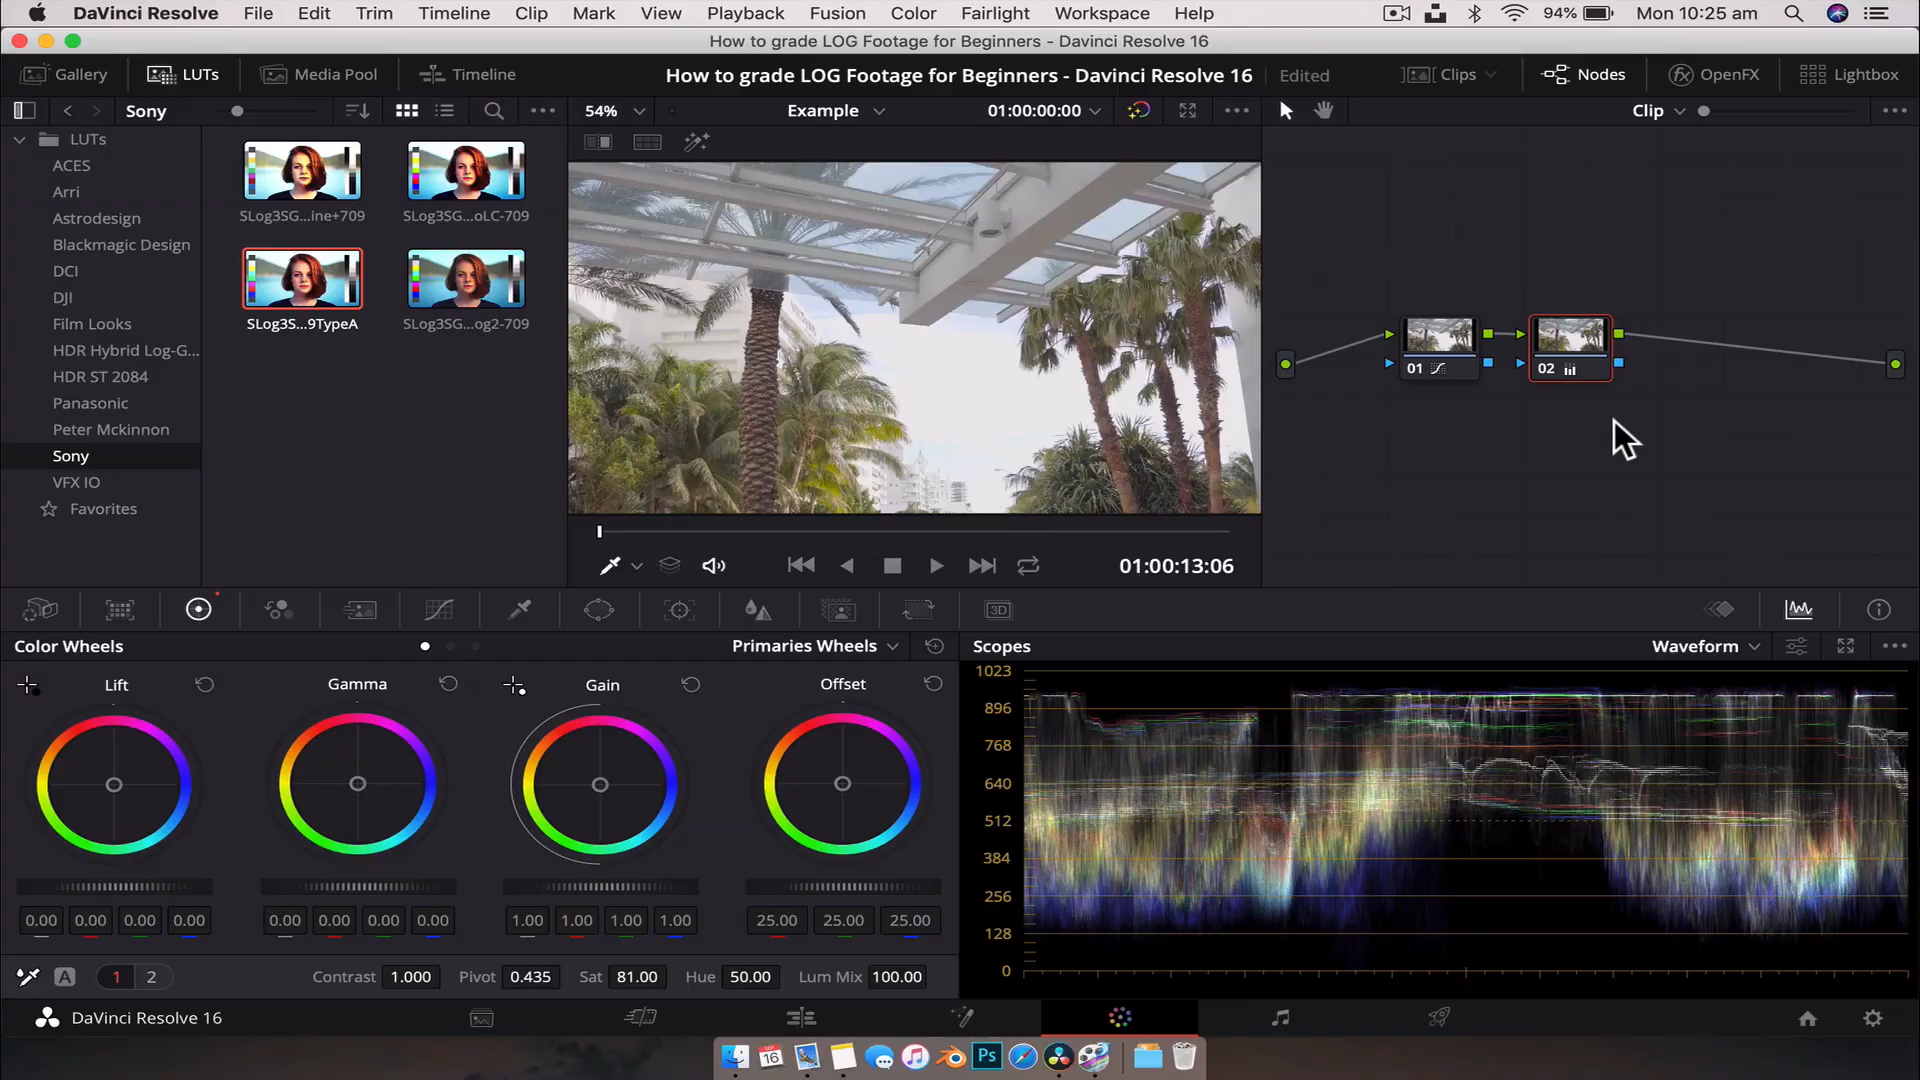 DaVinci Resolve File Edit Trim Timeline Clip Mark View Playback Fusion Color Fairlight Workspace Help 94% Mon 10:25 am
How to grade LOG Footage for Beginners - Davinci Resolve 16
Gallery LUTs Media Pool Timeline How to grade LOG Footage for Beginners - Davinci Resolve 16 Edited Clips Nodes OpenFX Lightbox
Sony 54% Example 01:00:00:00 Clip
LUTs
ACES
Arri
Astrodesign
Blackmagic Design
DCI
DJI
Film Looks
HDR Hybrid Log-G...
HDR ST 2084
Panasonic
Peter Mckinnon
Sony
VFX IO
Favorites
SLog3SG...ine+709 SLog3SG...oLC-709
SLog3S...9TypeA SLog3SG...og2-709
01 02
01:00:13:06
3D
Color Wheels Primaries Wheels Scopes Waveform
Lift Gamma Gain Offset
0.00 0.00 0.00 0.00 0.00 0.00 0.00 0.00 1.00 1.00 1.00 1.00 25.00 25.00 25.00
A 1 2 Contrast 1.000 Pivot 0.435 Sat 81.00 Hue 50.00 Lum Mix 100.00
1023
896
768
640
512
384
256
128
0
DaVinci Resolve 16
SEP
16
Ps